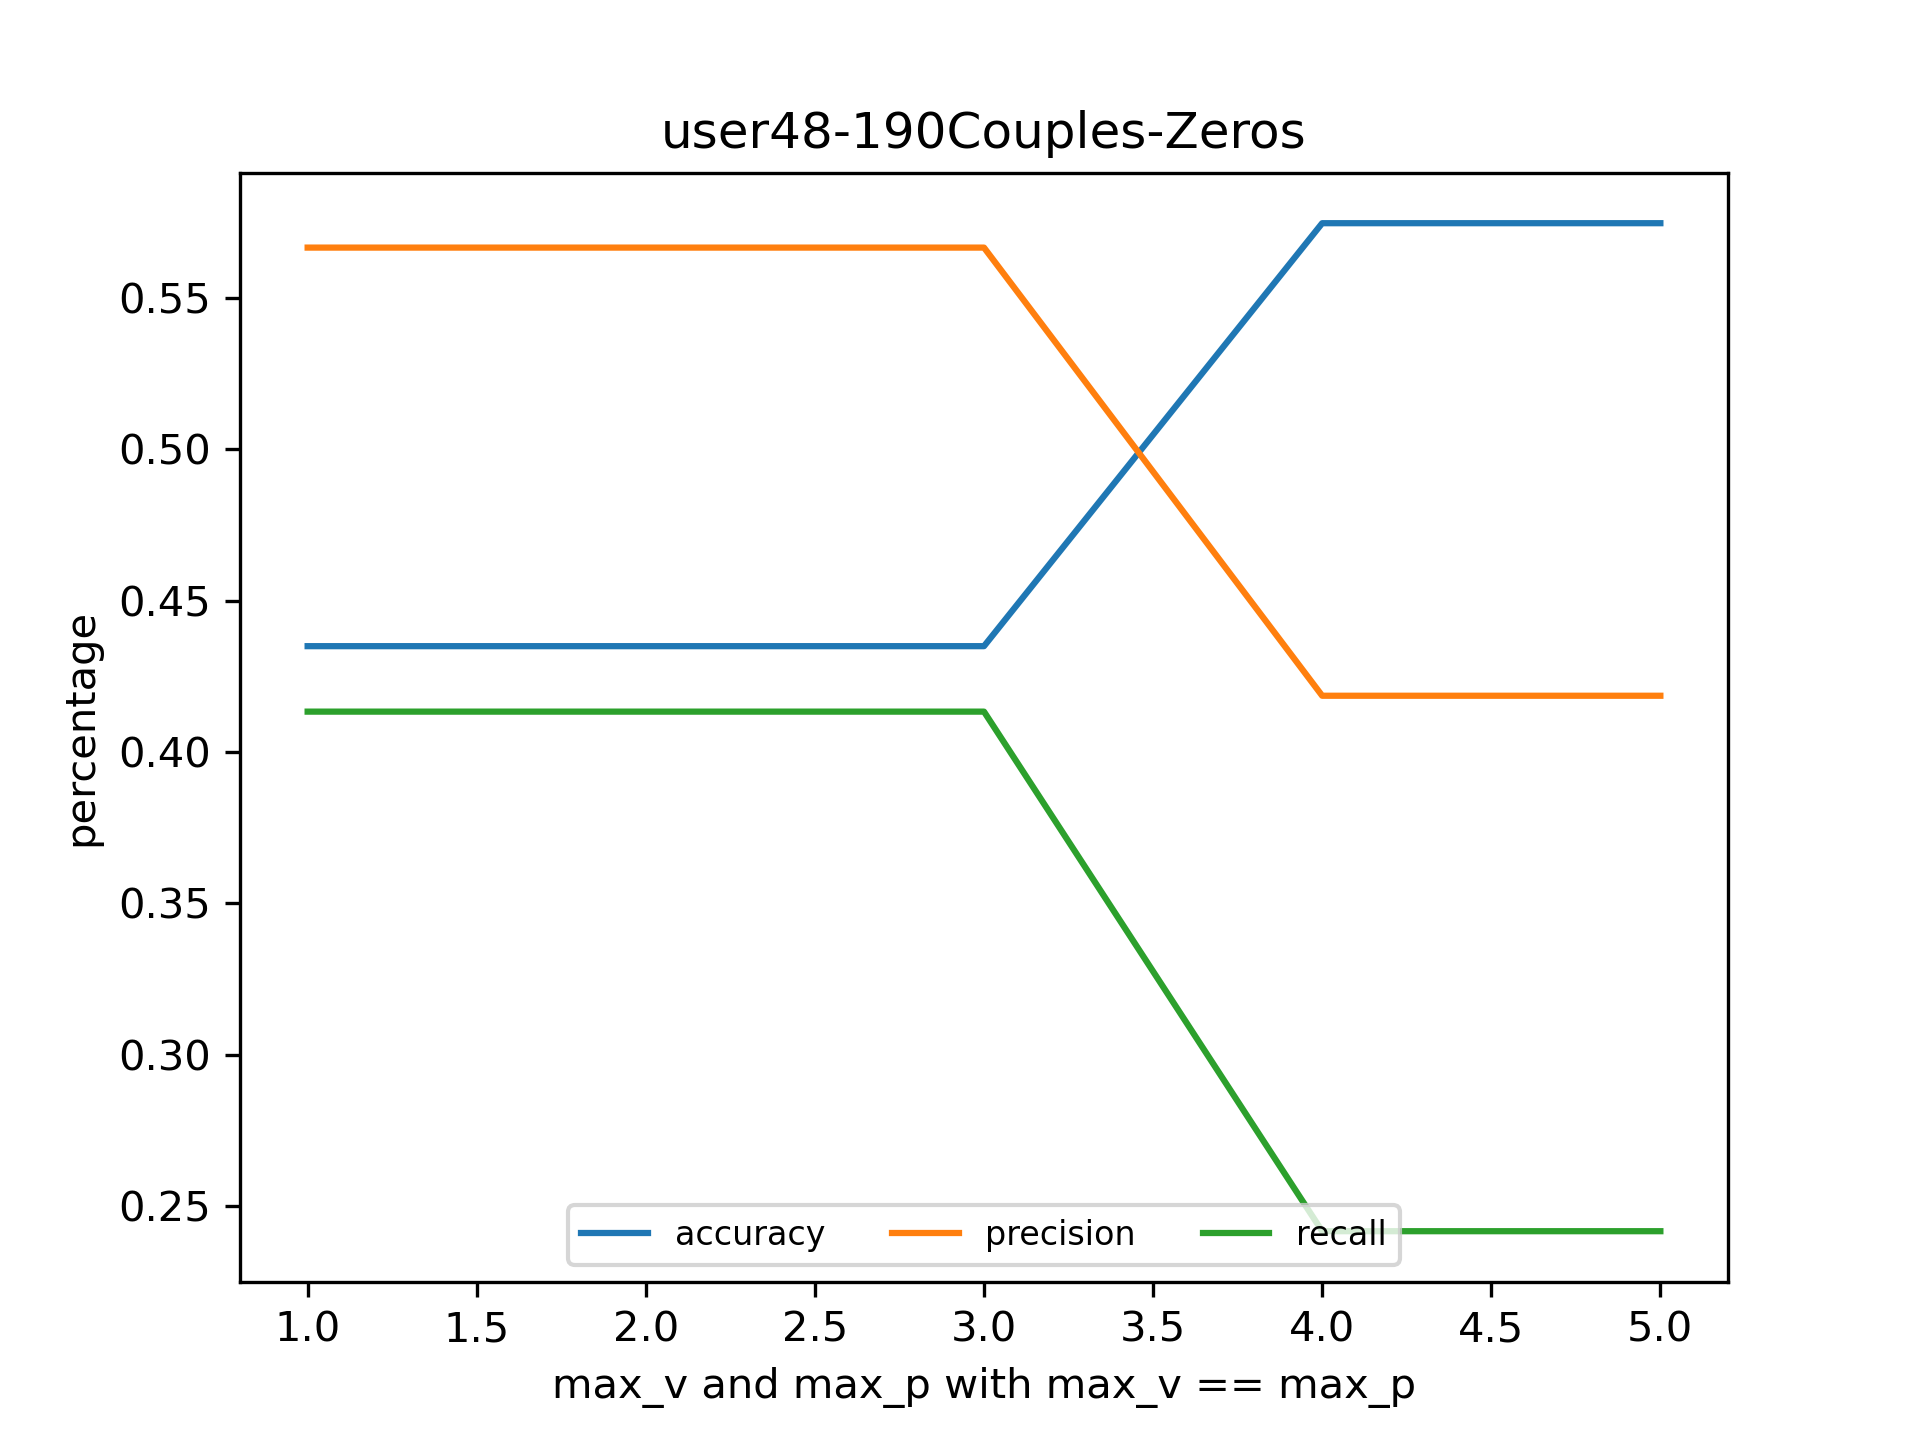 user48-190Couples-Zeros
percentage
0.55
0.50
0.45
0.40
0.35
0.30
0.25
accuracy precision recall
1.0 1.5 2.0 2.5 3.0 3.5 4.0 4.5 5.0
max_v and max_p with max_v == max_p